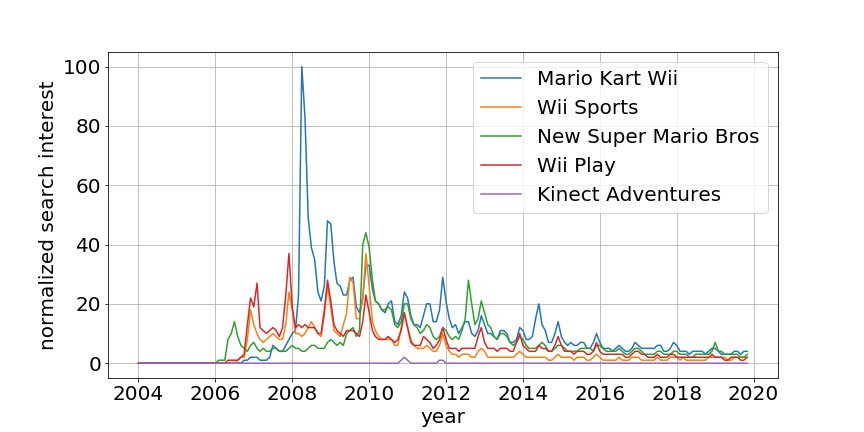 100
80
60
40
20
0
normalized search interest
Mario Kart Wii
Wii Sports
New Super Mario Bros
Wii Play
Kinect Adventures
2004 2006 2008 2010 2012 2014 2016 2018 2020
year